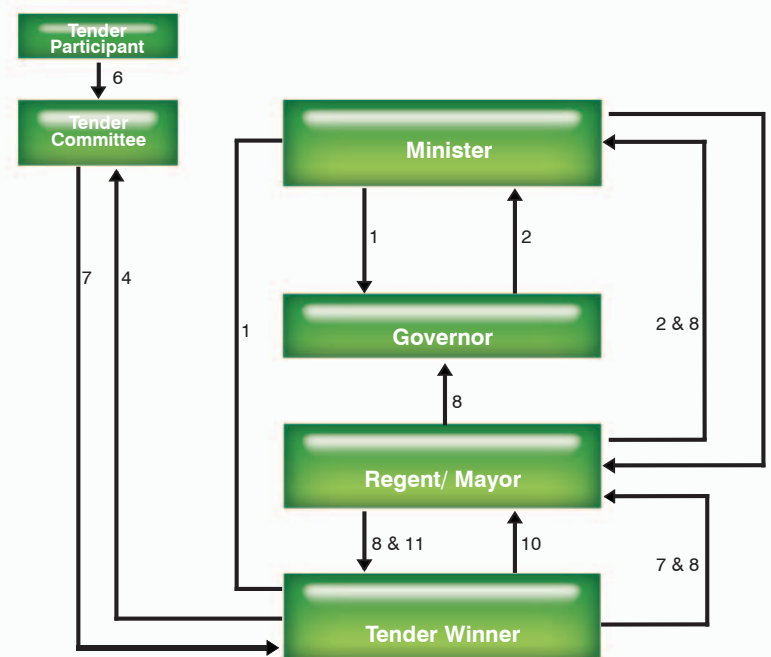 Tender
Participant
6
Tender
Committee
Minister
1
2
7
4
1
2 & 8
Governor
8
Regent/ Mayor
8 & 11
10
7 & 8
Tender Winner